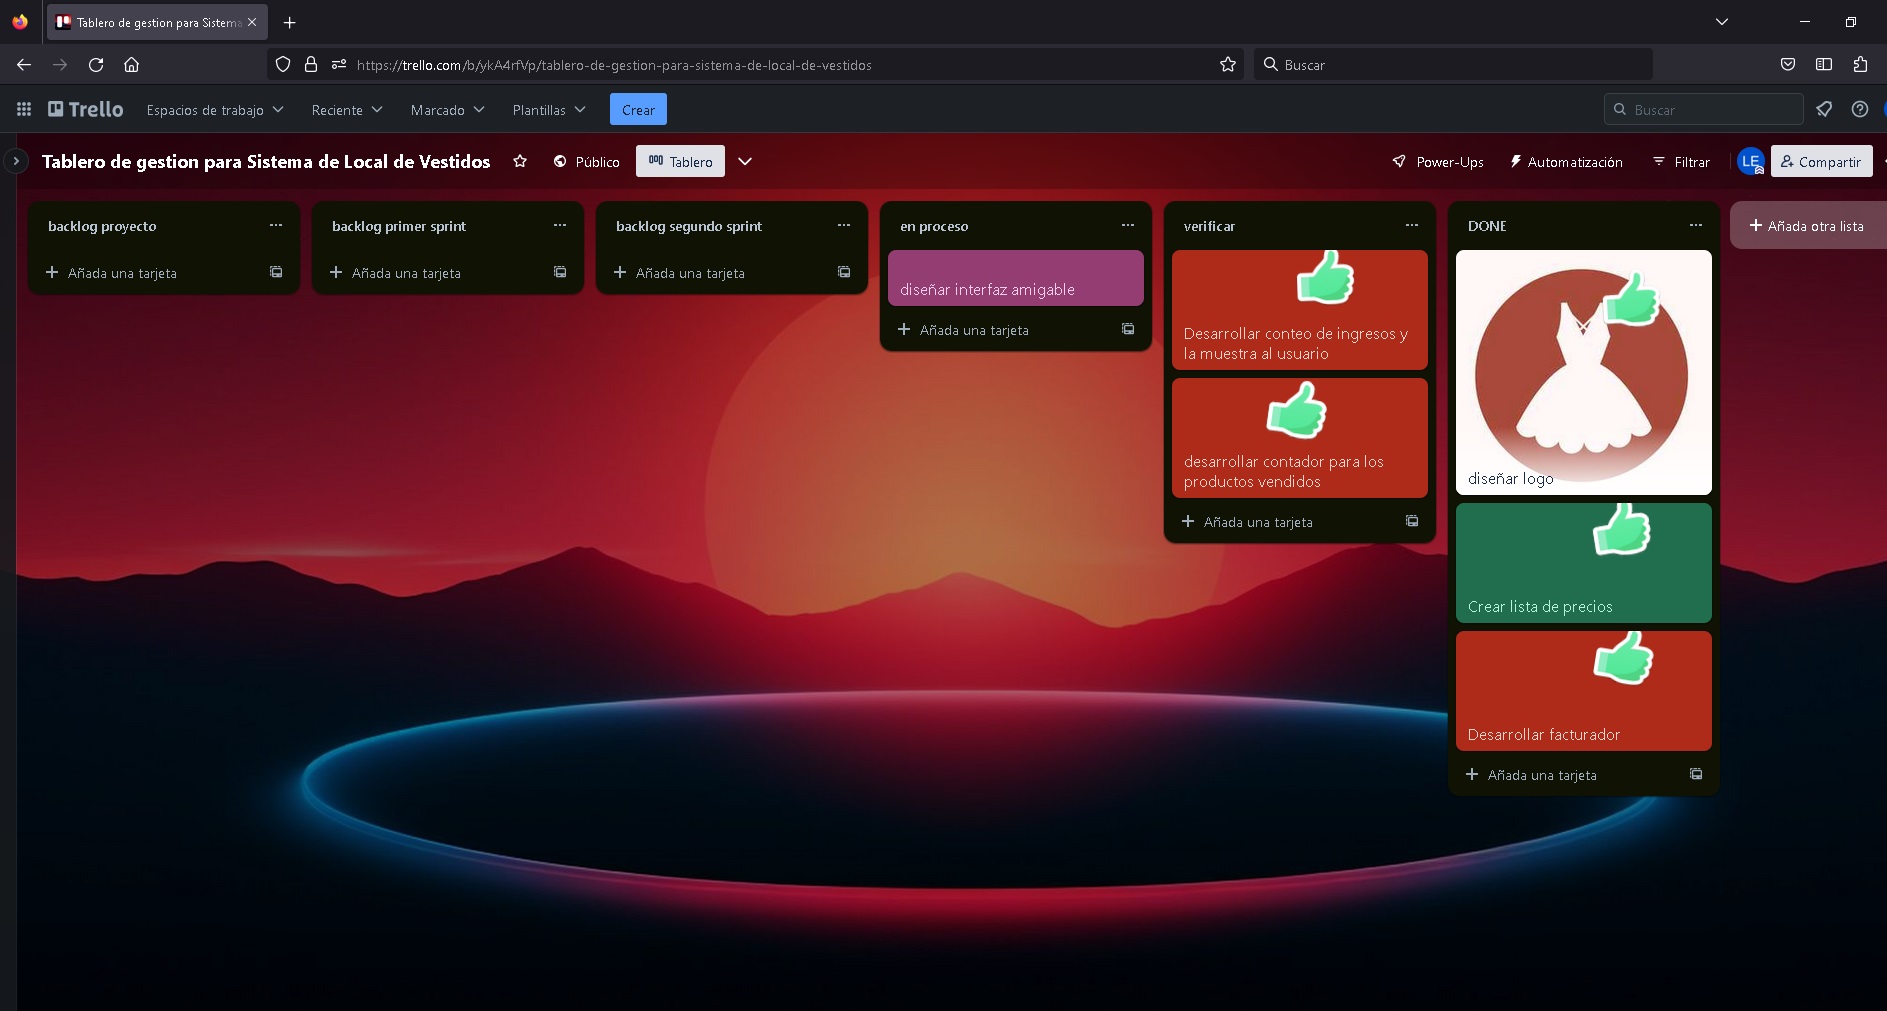 Tablero de gestion para Sistema
https://trello.com/b/ykA4rfVp/tablero-de-gestion-para-sistema-de-local-de-vestidos
Buscar
Trello
Espacios de trabajo
Reciente
Marcado
Plantillas
Crear
Buscar
Tablero de gestion para Sistema de Local de Vestidos
Público
Tablero
Power-Ups
Automatización
Filtrar
LE
Compartir
backlog proyecto
Añada una tarjeta
backlog primer sprint
Añada una tarjeta
backlog segundo sprint
Añada una tarjeta
en proceso
diseñar interfaz amigable
Añada una tarjeta
verificar
Desarrollar conteo de ingresos y
la muestra al usuario
desarrollar contador para los
productos vendidos
Añada una tarjeta
DONE
diseñar logo
Crear lista de precios
Desarrollar facturador
Añada una tarjeta
Añada otra lista